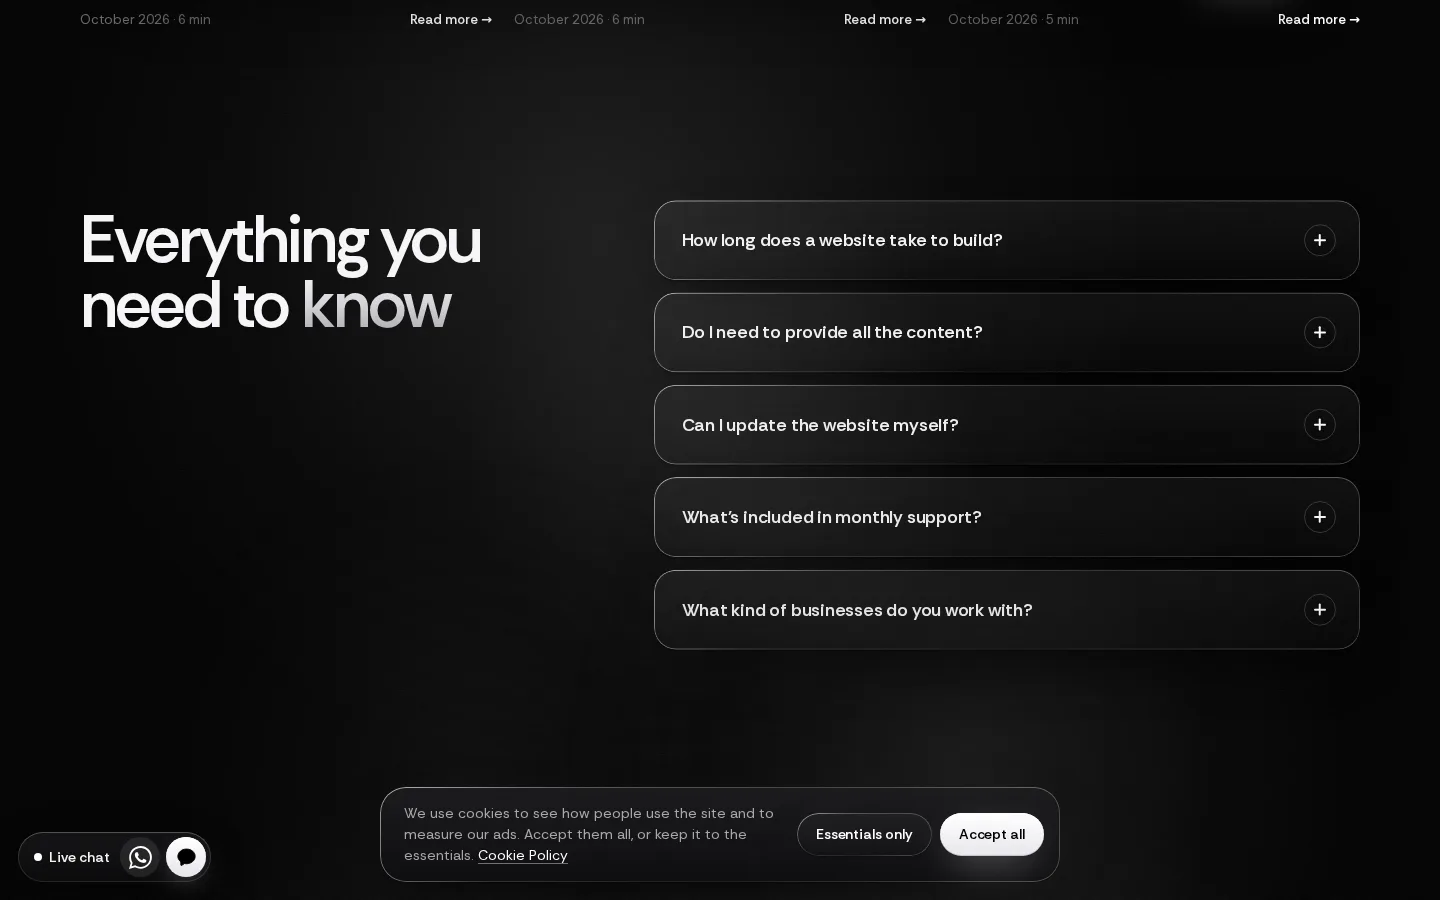 October 2026 · 6 min
Read more →
October 2026 · 6 min
Read more →
October 2026 · 5 min
Read more →
Everything you
need to know
How long does a website take to build?
Do I need to provide all the content?
Can I update the website myself?
What's included in monthly support?
What kind of businesses do you work with?
We use cookies to see how people use the site and to
measure our ads. Accept them all, or keep it to the
essentials. Cookie Policy
Essentials only
Accept all
Live chat